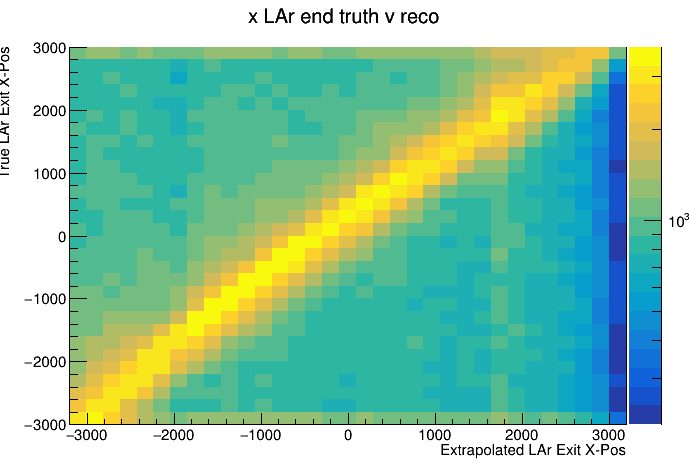 x LAr end truth v reco
True LAr Exit X-Pos
3000
2000
1000
0
−1000
−2000
−3000
−3000 −2000 −1000 0 1000 2000 3000
Extrapolated LAr Exit X-Pos
10³